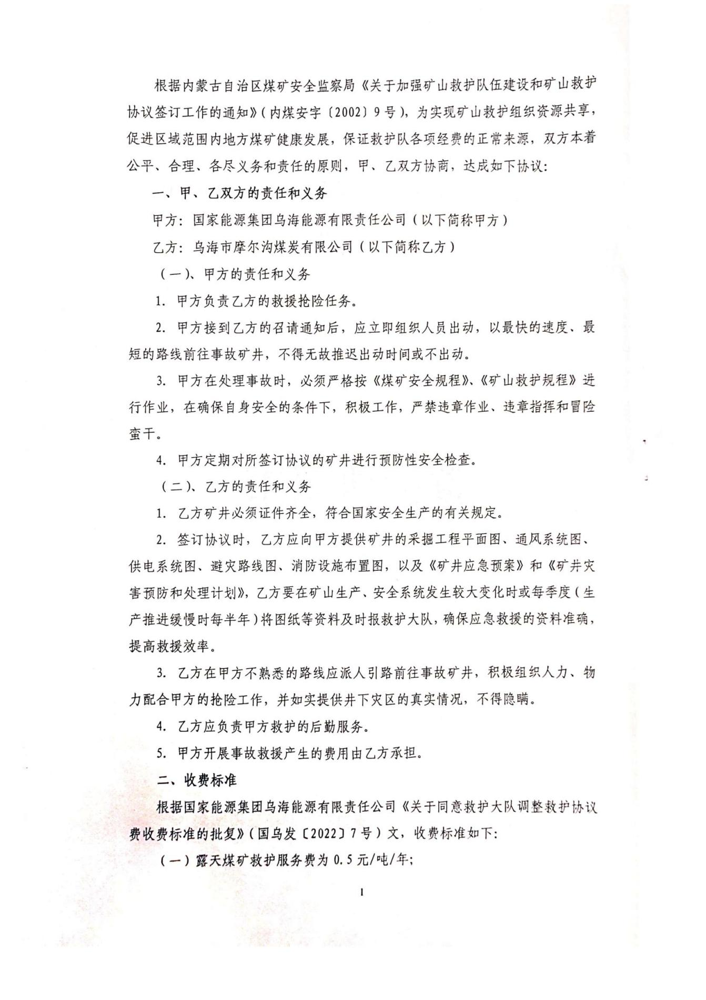 根据内蒙古自治区煤矿安全监察局《关于加强矿山救护队伍建设和矿山救护
协议签订工作的通知》（内煤安字〔2002〕9号），为实现矿山救护组织资源共享，
促进区域范围内地方煤矿健康发展，保证救护队各项经费的正常来源，双方本着
公平、合理、各尽义务和责任的原则，甲、乙双方协商，达成如下协议：
一、甲、乙双方的责任和义务
甲方：国家能源集团乌海能源有限责任公司（以下简称甲方）
乙方：乌海市摩尔沟煤炭有限公司（以下简称乙方）
（一）、甲方的责任和义务
1. 甲方负责乙方的救援抢险任务。
2. 甲方接到乙方的召请通知后，应立即组织人员出动，以最快的速度、最
短的路线前往事故矿井，不得无故推迟出动时间或不出动。
3. 甲方在处理事故时，必须严格按《煤矿安全规程》、《矿山救护规程》进
行作业，在确保自身安全的条件下，积极工作，严禁违章作业、违章指挥和冒险
蛮干。
4. 甲方定期对所签订协议的矿井进行预防性安全检查。
（二）、乙方的责任和义务
1. 乙方矿井必须证件齐全，符合国家安全生产的有关规定。
2. 签订协议时，乙方应向甲方提供矿井的采掘工程平面图、通风系统图、
供电系统图、避灾路线图、消防设施布置图，以及《矿井应急预案》和《矿井灾
害预防和处理计划》，乙方要在矿山生产、安全系统发生较大变化时或每季度（生
产推进缓慢时每半年）将图纸等资料及时报救护大队，确保应急救援的资料准确，
提高救援效率。
3. 乙方在甲方不熟悉的路线应派人引路前往事故矿井，积极组织人力、物
力配合甲方的抢险工作，并如实提供井下灾区的真实情况，不得隐瞒。
4. 乙方应负责甲方救护的后勤服务。
5. 甲方开展事故救援产生的费用由乙方承担。
二、收费标准
根据国家能源集团乌海能源有限责任公司《关于同意救护大队调整救护协议
费收费标准的批复》（国乌发〔2022〕7号）文，收费标准如下：
（一）露天煤矿救护服务费为 0.5 元/吨/年；
1